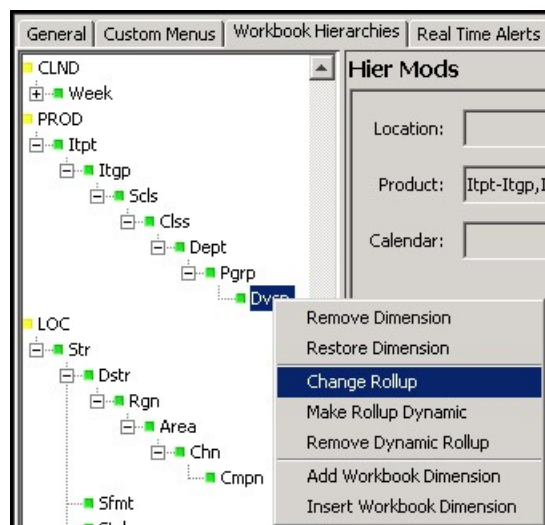 General Custom Menus Workbook Hierarchies Real Time Alerts
CLND
Week
PROD
Itpt
Itgp
Scls
Clss
Dept
Pgrp
LOC
Str
Dstr
Rgn
Area
Chn
Cmpn
Sfmt
Hier Mods
Location:
Product: Itpt-Itgp,I
Calendar:
Remove Dimension
Restore Dimension
Change Rollup
Make Rollup Dynamic
Remove Dynamic Rollup
Add Workbook Dimension
Insert Workbook Dimension